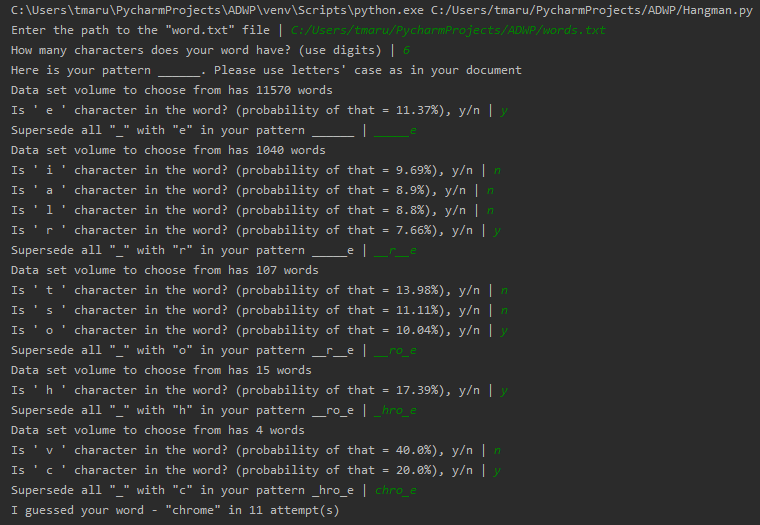 C:\Users\tmaru\PycharmProjects\ADWP\venv\Scripts\python.exe C:/Users/tmaru/PycharmProjects/ADWP/Hangman.py
Enter the path to the "word.txt" file | C:/Users/tmaru/PycharmProjects/ADWP/words.txt
How many characters does your word have? (use digits) | 6
Here is your pattern ______. Please use letters' case as in your document
Data set volume to choose from has 11570 words
Is ' e ' character in the word? (probability of that = 11.37%), y/n | y
Supersede all "_" with "e" in your pattern ______ | _____e
Data set volume to choose from has 1040 words
Is ' i ' character in the word? (probability of that = 9.69%), y/n | n
Is ' a ' character in the word? (probability of that = 8.9%), y/n | n
Is ' l ' character in the word? (probability of that = 8.8%), y/n | n
Is ' r ' character in the word? (probability of that = 7.66%), y/n | y
Supersede all "_" with "r" in your pattern _____e | __r__e
Data set volume to choose from has 107 words
Is ' t ' character in the word? (probability of that = 13.98%), y/n | n
Is ' s ' character in the word? (probability of that = 11.11%), y/n | n
Is ' o ' character in the word? (probability of that = 10.04%), y/n | y
Supersede all "_" with "o" in your pattern __r__e | __ro_e
Data set volume to choose from has 15 words
Is ' h ' character in the word? (probability of that = 17.39%), y/n | y
Supersede all "_" with "h" in your pattern __ro_e | _hro_e
Data set volume to choose from has 4 words
Is ' v ' character in the word? (probability of that = 40.0%), y/n | n
Is ' c ' character in the word? (probability of that = 20.0%), y/n | y
Supersede all "_" with "c" in your pattern _hro_e | chro_e
I guessed your word - "chrome" in 11 attempt(s)